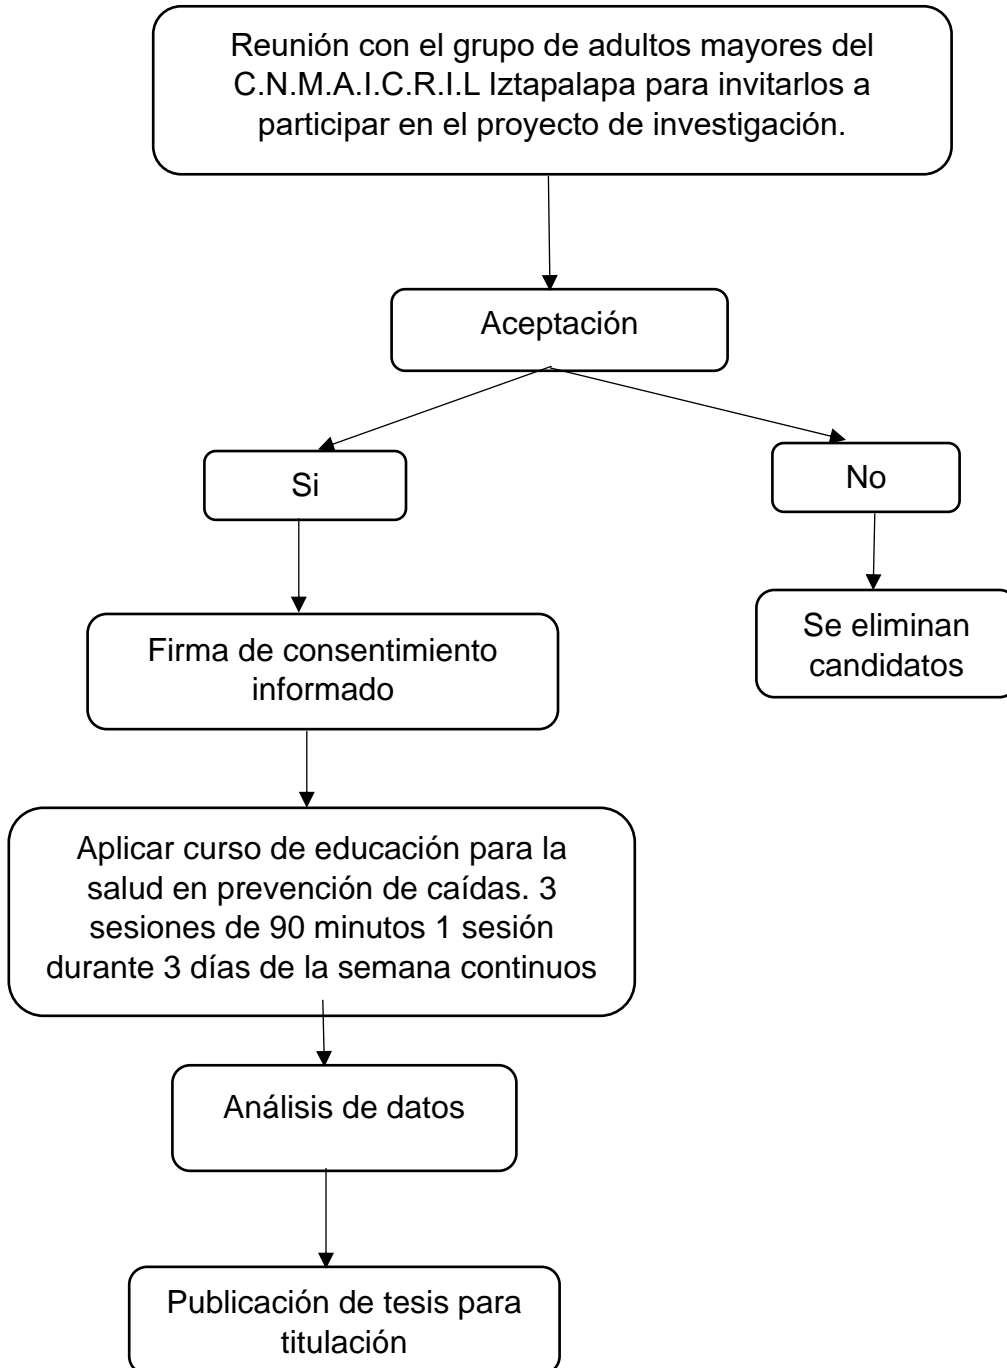 Reunión con el grupo de adultos mayores del
C.N.M.A.I.C.R.I.L Iztapalapa para invitarlos a
participar en el proyecto de investigación.
Aceptación
Si
No
Firma de consentimiento
informado
Se eliminan
candidatos
Aplicar curso de educación para la
salud en prevención de caídas. 3
sesiones de 90 minutos 1 sesión
durante 3 días de la semana continuos
Análisis de datos
Publicación de tesis para
titulación